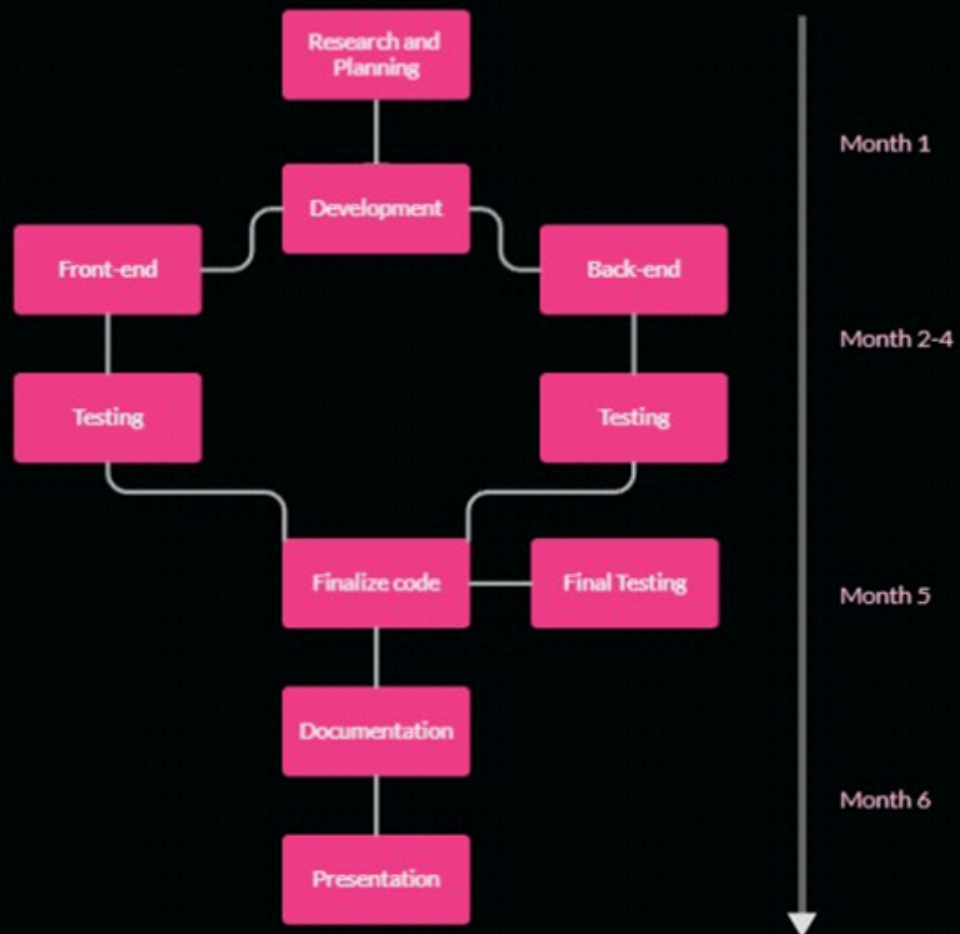 Research and
Planning
Month 1
Development
Front-end
Back-end
Month 2-4
Testing
Testing
Finalize code
Final Testing
Month 5
Documentation
Month 6
Presentation